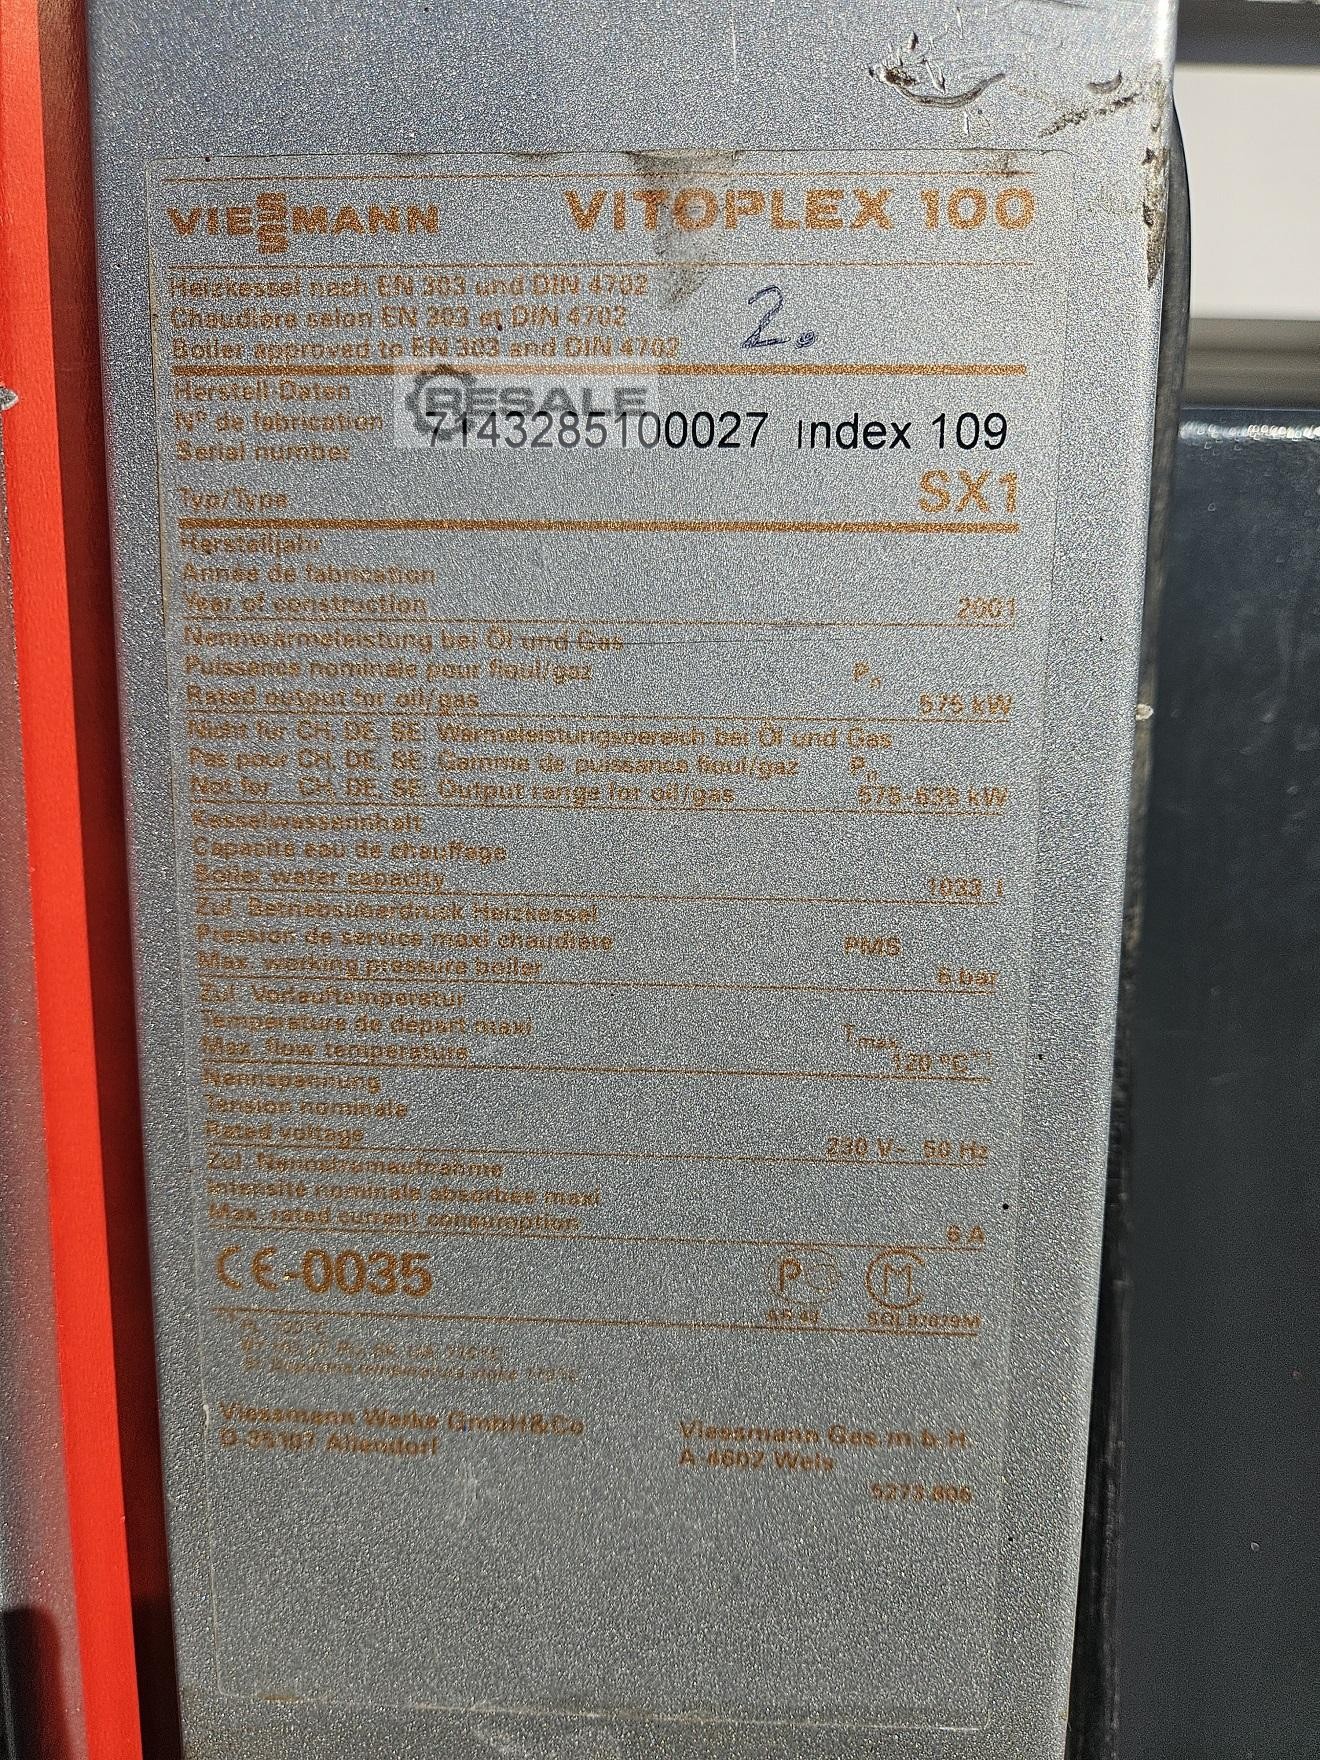 VIESSMANN VITOPLEX 100
Heizkessel nach EN 303 und DIN 4702
Chaudière selon EN 303 et DIN 4702
Boiler approved to EN 303 and DIN 4702
2.
RESALE
Herstell-Daten
N° de fabrication
Serial number
7143285100027 index 109
Typ/Type SX1
Herstelljahr
Année de fabrication
Year of construction 2001
Nennwärmeleistung bei Öl und Gas
Puissance nominale pour fioul/gaz Pn
Rated output for oil/gas 575 kW
Nicht für CH, DE, SE: Wärmeleistungsbereich bei Öl und Gas
Pas pour CH, DE, SE: Gamme de puissance fioul/gaz Pn
Not for CH, DE, SE: Output range for oil/gas 575-635 kW
Kesselwasserinhalt
Capacité eau de chauffage
Boiler water capacity 1033 l
Zul. Betriebsüberdruck Heizkessel
Pression de service maxi chaudière PMS
Max. working pressure boiler 6 bar
Zul. Vorlauftemperatur
Température de départ maxi Tmax
Max. flow temperature 120 °C*1
Nennspannung
Tension nominale
Rated voltage 230 V~ 50 Hz
Zul. Nennstromaufnahme
Intensité nominale absorbée maxi
Max. rated current consumption 6 A
CE-0035
Viessmann Werke GmbH&Co
D-35107 Allendorf
Viessmann Ges.m.b.H.
A-4602 Wels
5273 806